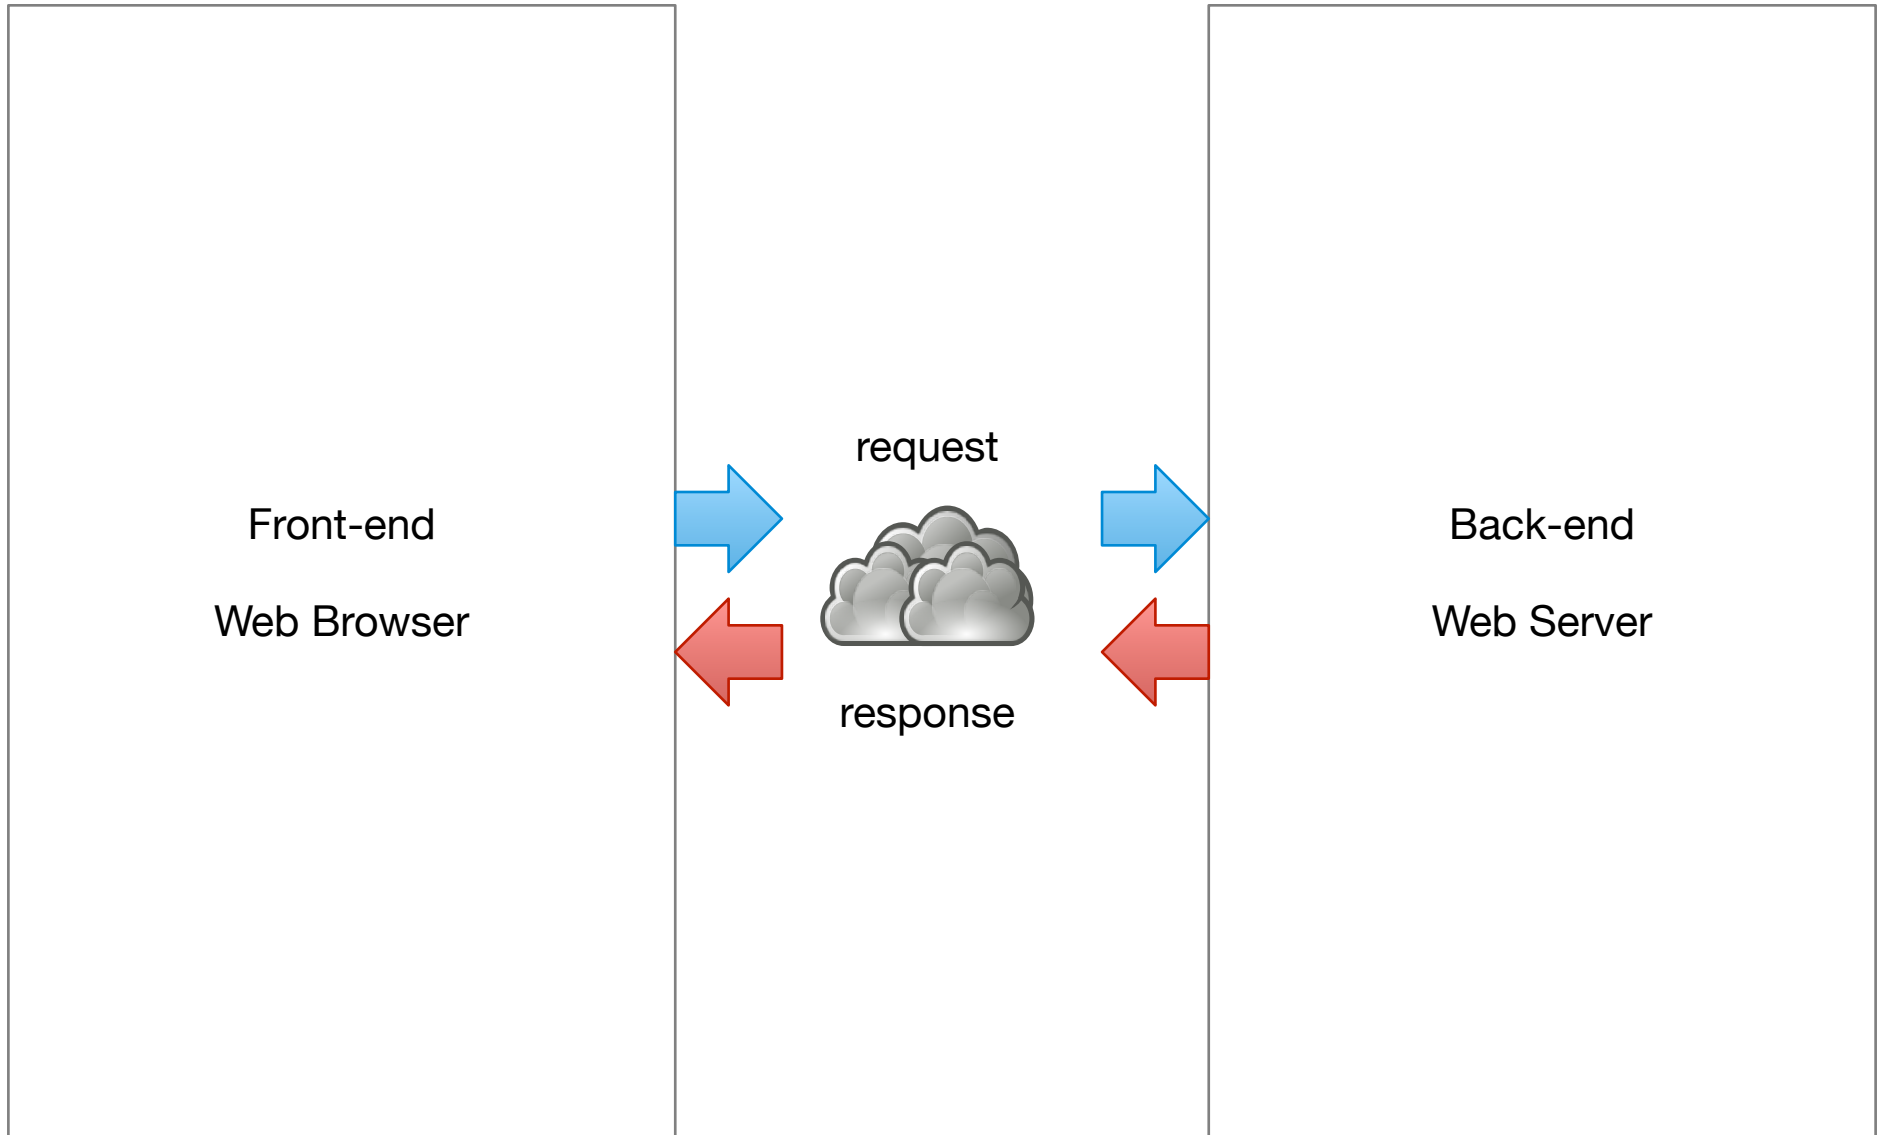 Front-end
Web Browser
request
response
Back-end
Web Server